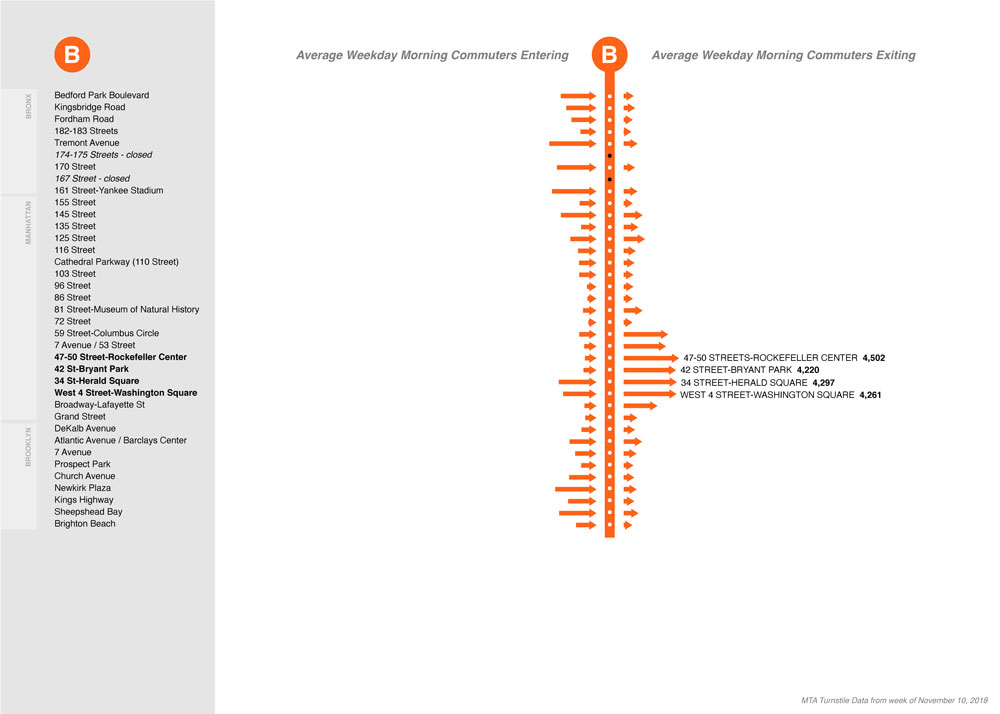 B
BRONX
Bedford Park Boulevard
Kingsbridge Road
Fordham Road
182-183 Streets
Tremont Avenue
174-175 Streets - closed
170 Street
167 Street - closed
161 Street-Yankee Stadium
MANHATTAN
155 Street
145 Street
135 Street
125 Street
116 Street
Cathedral Parkway (110 Street)
103 Street
96 Street
86 Street
81 Street-Museum of Natural History
72 Street
59 Street-Columbus Circle
7 Avenue / 53 Street
47-50 Street-Rockefeller Center
42 St-Bryant Park
34 St-Herald Square
West 4 Street-Washington Square
Broadway-Lafayette St
Grand Street
BROOKLYN
DeKalb Avenue
Atlantic Avenue / Barclays Center
7 Avenue
Prospect Park
Church Avenue
Newkirk Plaza
Kings Highway
Sheepshead Bay
Brighton Beach
Average Weekday Morning Commuters Entering
B
Average Weekday Morning Commuters Exiting
47-50 STREETS-ROCKEFELLER CENTER 4,502
42 STREET-BRYANT PARK 4,220
34 STREET-HERALD SQUARE 4,297
WEST 4 STREET-WASHINGTON SQUARE 4,261
MTA Turnstile Data from week of November 10, 2018